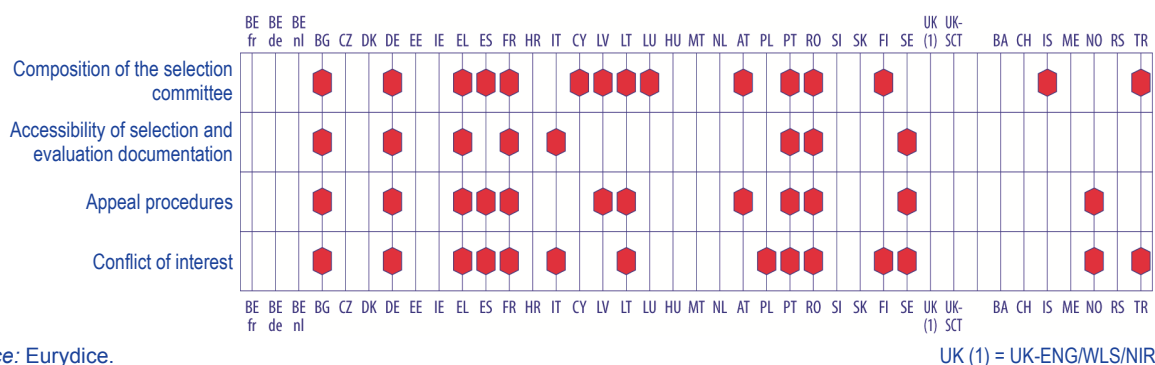 BE BE BE UK UK-
fr de nl BG CZ DK DE EE IE EL ES FR HR IT CY LV LT LU HU MT NL AT PL PT RO SI SK FI SE (1) SCT BA CH IS ME NO RS TR
Composition of the selection
committee
Accessibility of selection and
evaluation documentation
Appeal procedures
Conflict of interest
BE BE BE BG CZ DK DE EE IE EL ES FR HR IT CY LV LT LU HU MT NL AT PL PT RO SI SK FI SE UK UK- BA CH IS ME NO RS TR
fr de nl (1) SCT
ce: Eurydice.
UK (1) = UK-ENG/WLS/NIR